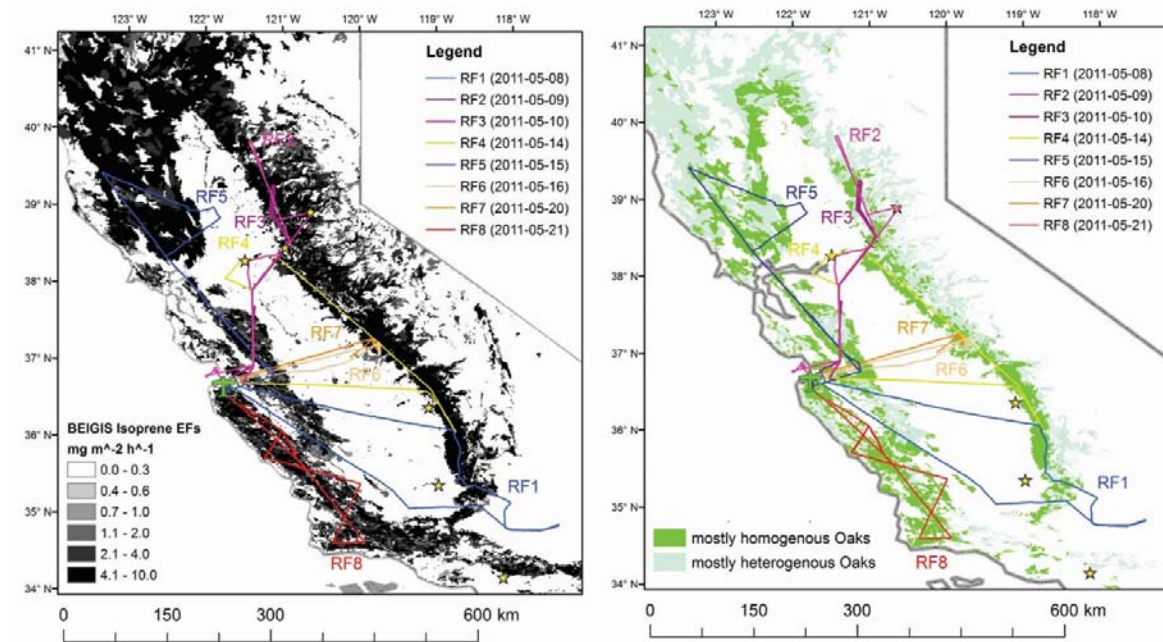 123° W 122° W 121° W 120° W 119° W 118° W
41° N
40° N
39° N
38° N
37° N
36° N
35° N
34° N
Legend
RF1 (2011-05-08)
RF2 (2011-05-09)
RF3 (2011-05-10)
RF4 (2011-05-14)
RF5 (2011-05-15)
RF6 (2011-05-16)
RF7 (2011-05-20)
RF8 (2011-05-21)
RF2
RF5
RF3
RF4
RF7
RF6
RF1
RF8
BEIGIS Isoprene EFs
mg m^-2 h^-1
0.0 - 0.3
0.4 - 0.6
0.7 - 1.0
1.1 - 2.0
2.1 - 4.0
4.1 - 10.0
0 150 300 600 km
123° W 122° W 121° W 120° W 119° W 118° W
41° N
40° N
39° N
38° N
37° N
36° N
35° N
34° N
Legend
RF1 (2011-05-08)
RF2 (2011-05-09)
RF3 (2011-05-10)
RF4 (2011-05-14)
RF5 (2011-05-15)
RF6 (2011-05-16)
RF7 (2011-05-20)
RF8 (2011-05-21)
RF2
RF5
RF3
RF4
RF7
RF6
RF1
RF8
mostly homogenous Oaks
mostly heterogenous Oaks
0 150 300 600 km